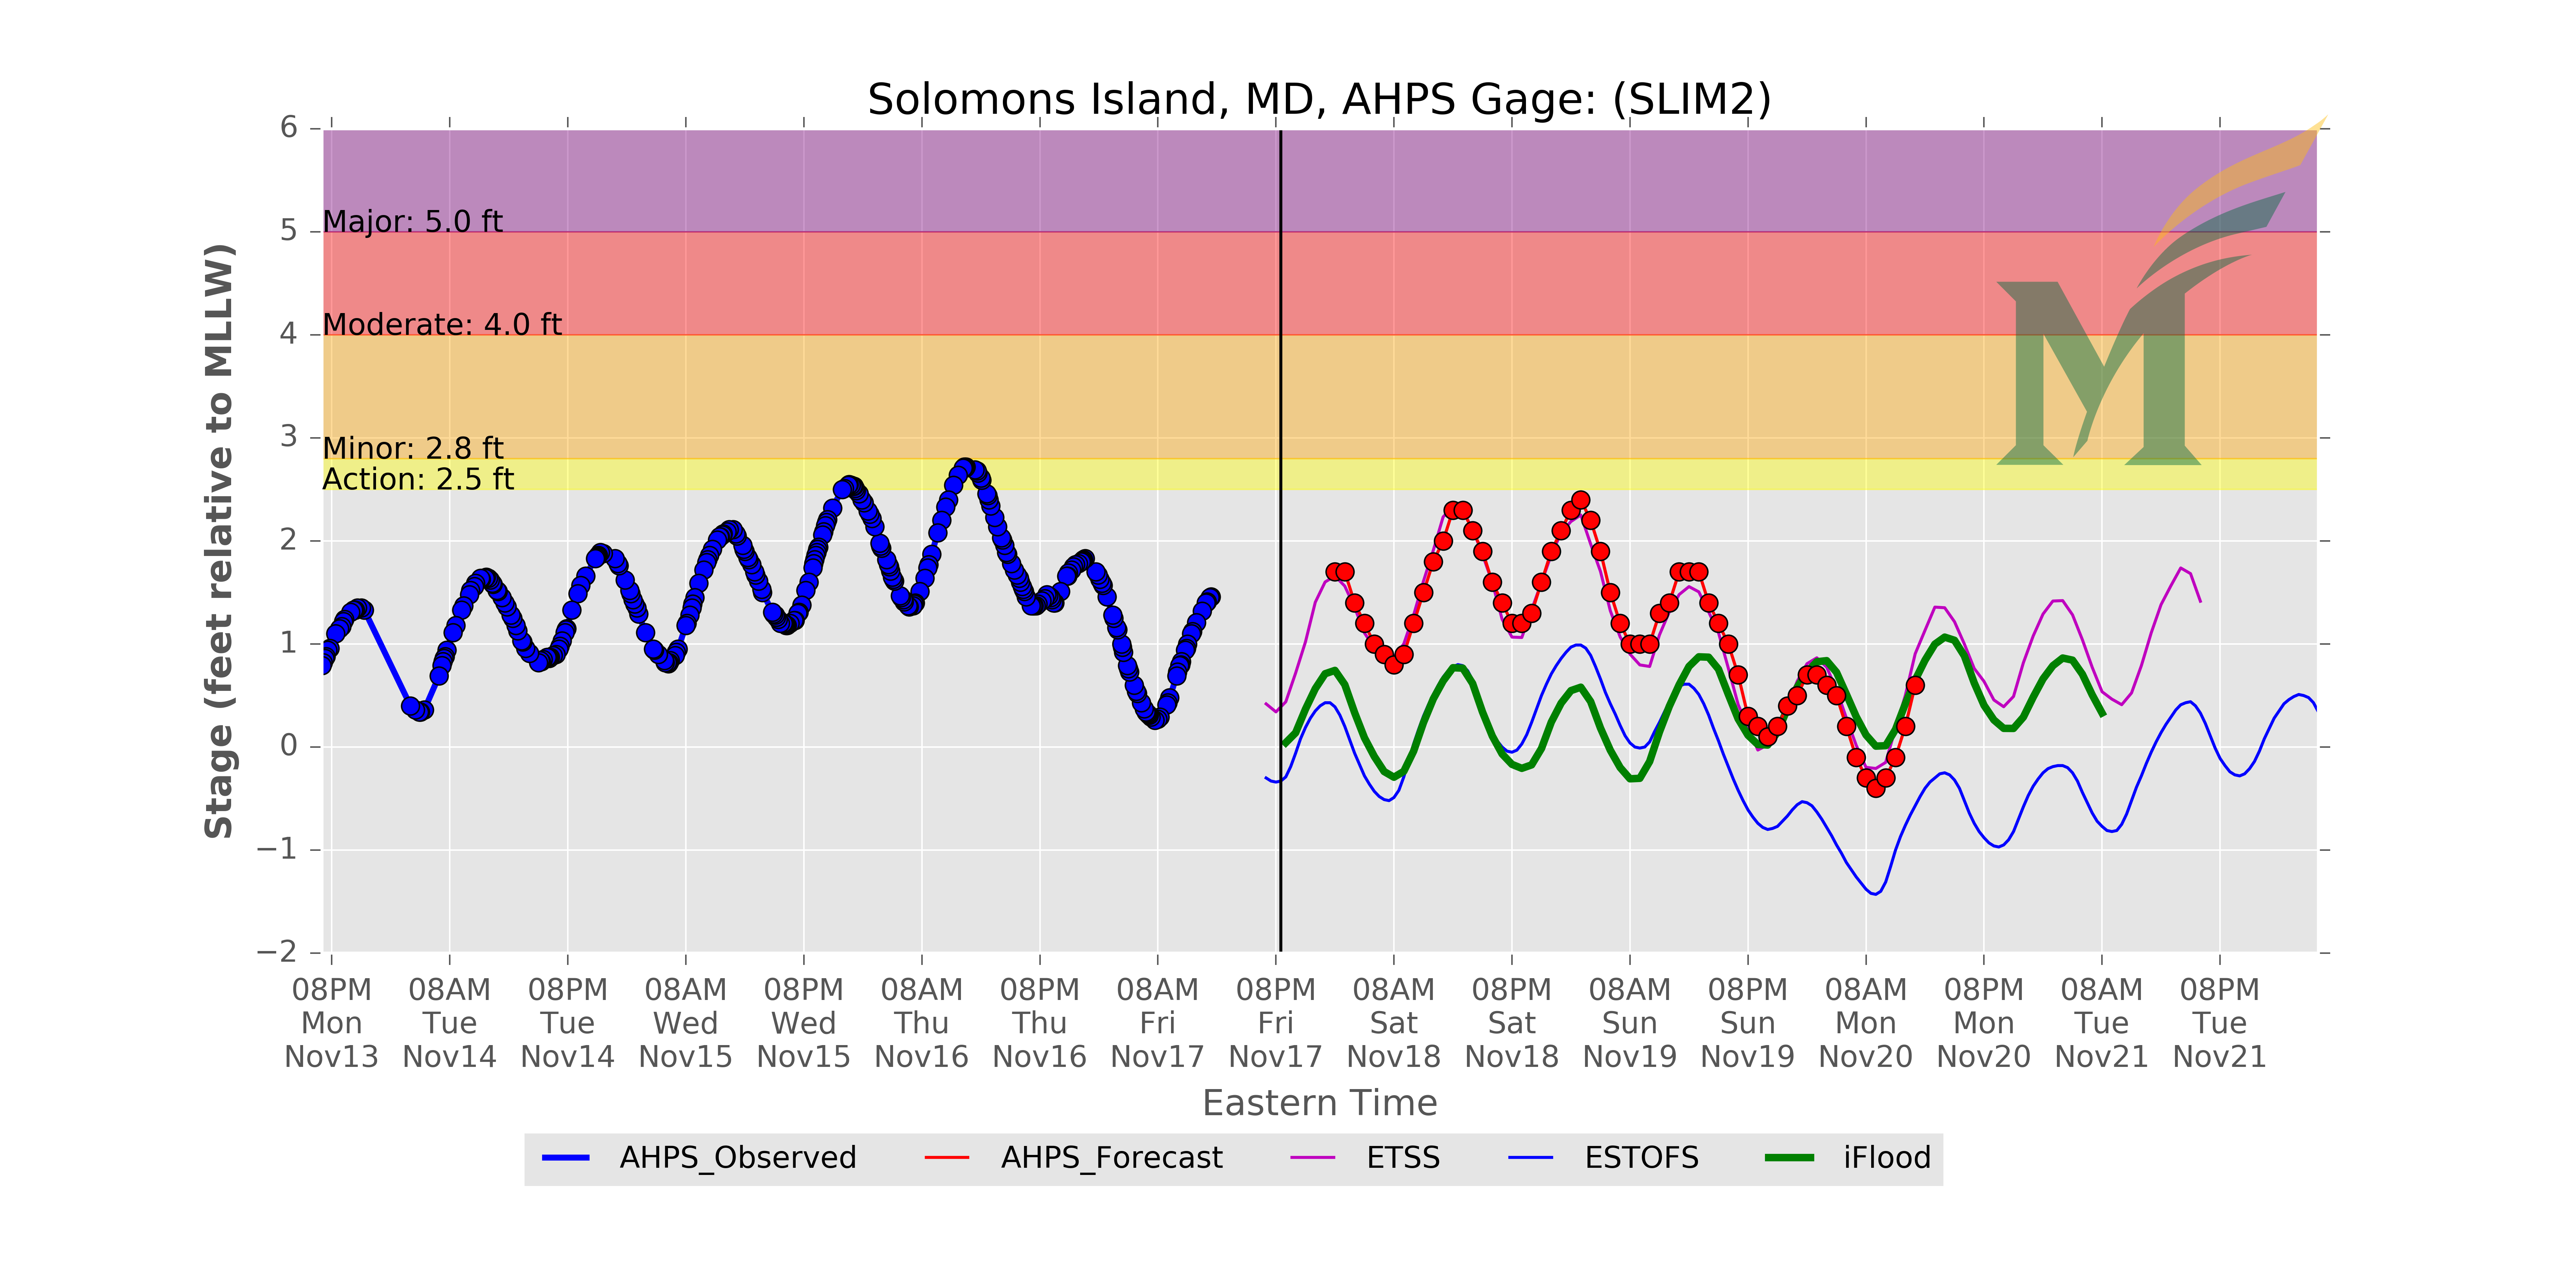 Solomons Island, MD, AHPS Gage: (SLIM2)
6
5
4
3
2
1
0
−1
−2
Stage (feet relative to MLLW)
Major: 5.0 ft
Moderate: 4.0 ft
Minor: 2.8 ft
Action: 2.5 ft
M
08PM 08AM 08PM 08AM 08PM 08AM 08PM 08AM 08PM 08AM 08PM 08AM 08PM 08AM 08PM 08AM 08PM
Mon Tue Tue Wed Wed Thu Thu Fri Fri Sat Sat Sun Sun Mon Mon Tue Tue
Nov13 Nov14 Nov14 Nov15 Nov15 Nov16 Nov16 Nov17 Nov17 Nov18 Nov18 Nov19 Nov19 Nov20 Nov20 Nov21 Nov21
Eastern Time
AHPS_Observed AHPS_Forecast ETSS ESTOFS iFlood